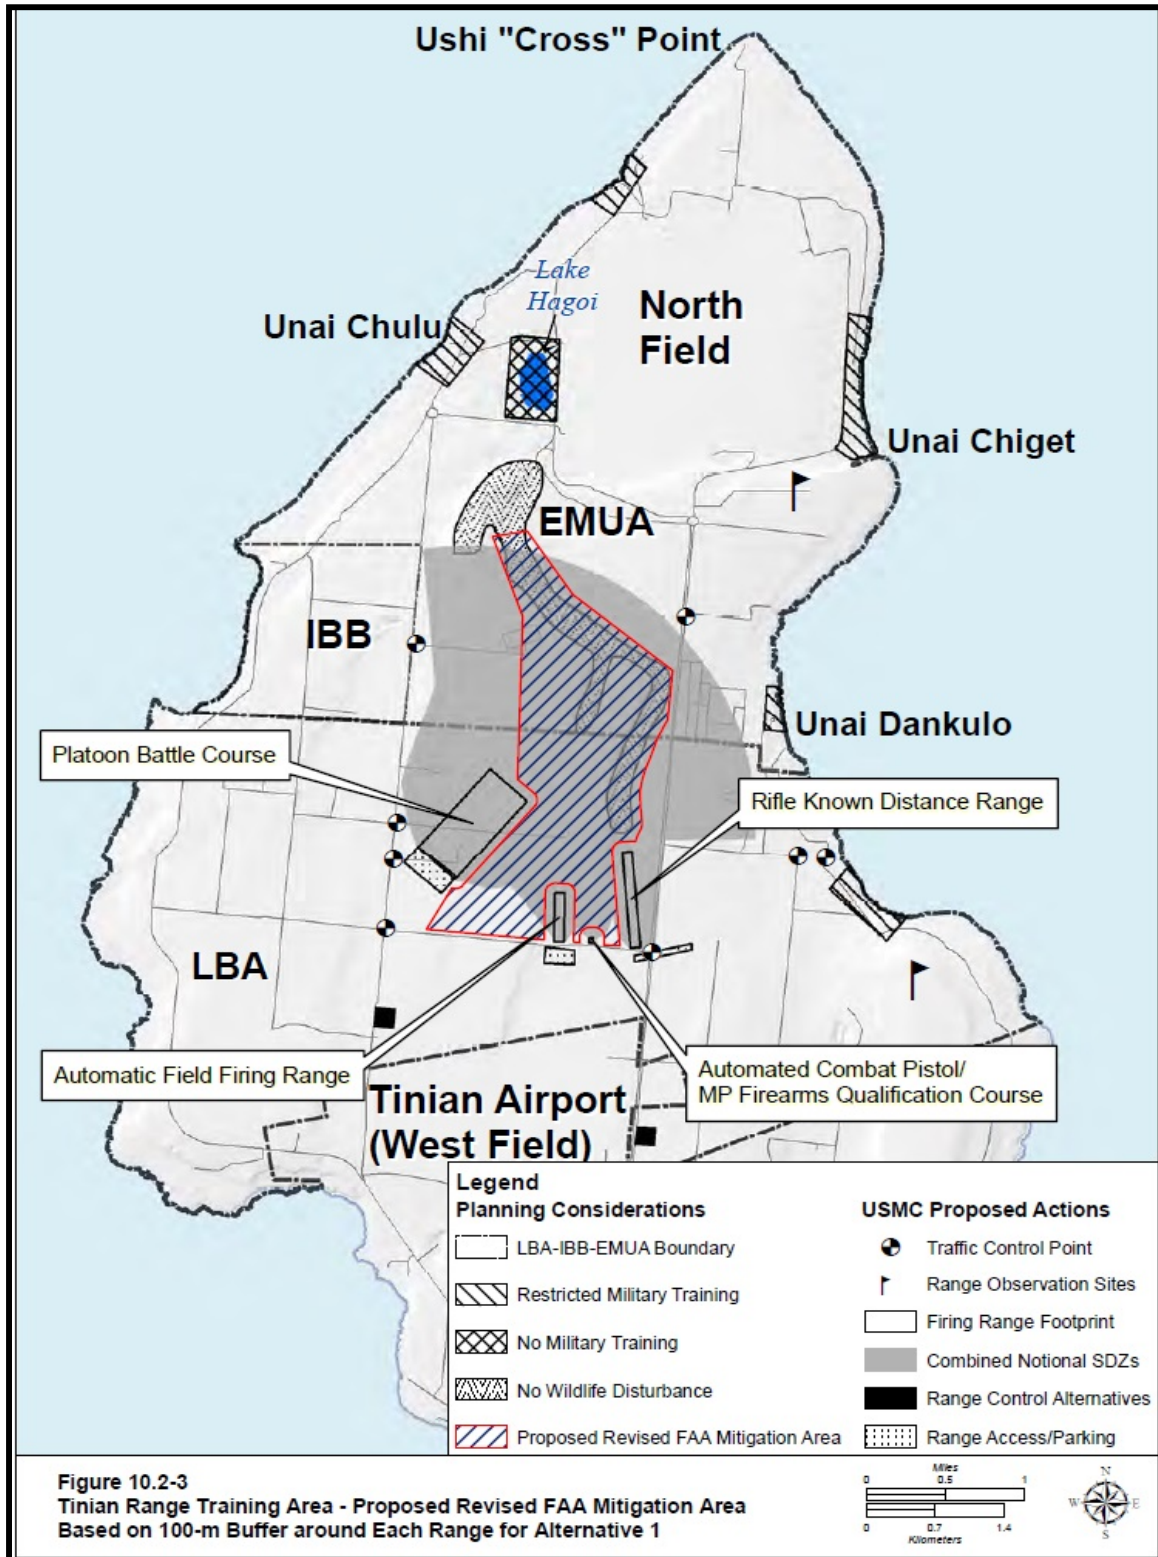 Ushi "Cross" Point
Lake
Hagoi
North
Field
Unai Chulu
Unai Chiget
EMUA
IBB
Unai Dankulo
Platoon Battle Course
Rifle Known Distance Range
LBA
Automatic Field Firing Range
Automated Combat Pistol/
MP Firearms Qualification Course
Tinian Airport
(West Field)
Legend
Planning Considerations
LBA-IBB-EMUA Boundary
Restricted Military Training
No Military Training
No Wildlife Disturbance
Proposed Revised FAA Mitigation Area
USMC Proposed Actions
Traffic Control Point
Range Observation Sites
Firing Range Footprint
Combined Notional SDZs
Range Control Alternatives
Range Access/Parking
Figure 10.2-3
Tinian Range Training Area - Proposed Revised FAA Mitigation Area
Based on 100-m Buffer around Each Range for Alternative 1
Miles
0 0.5 1
0 0.7 1.4
Kilometers
N
W E
S